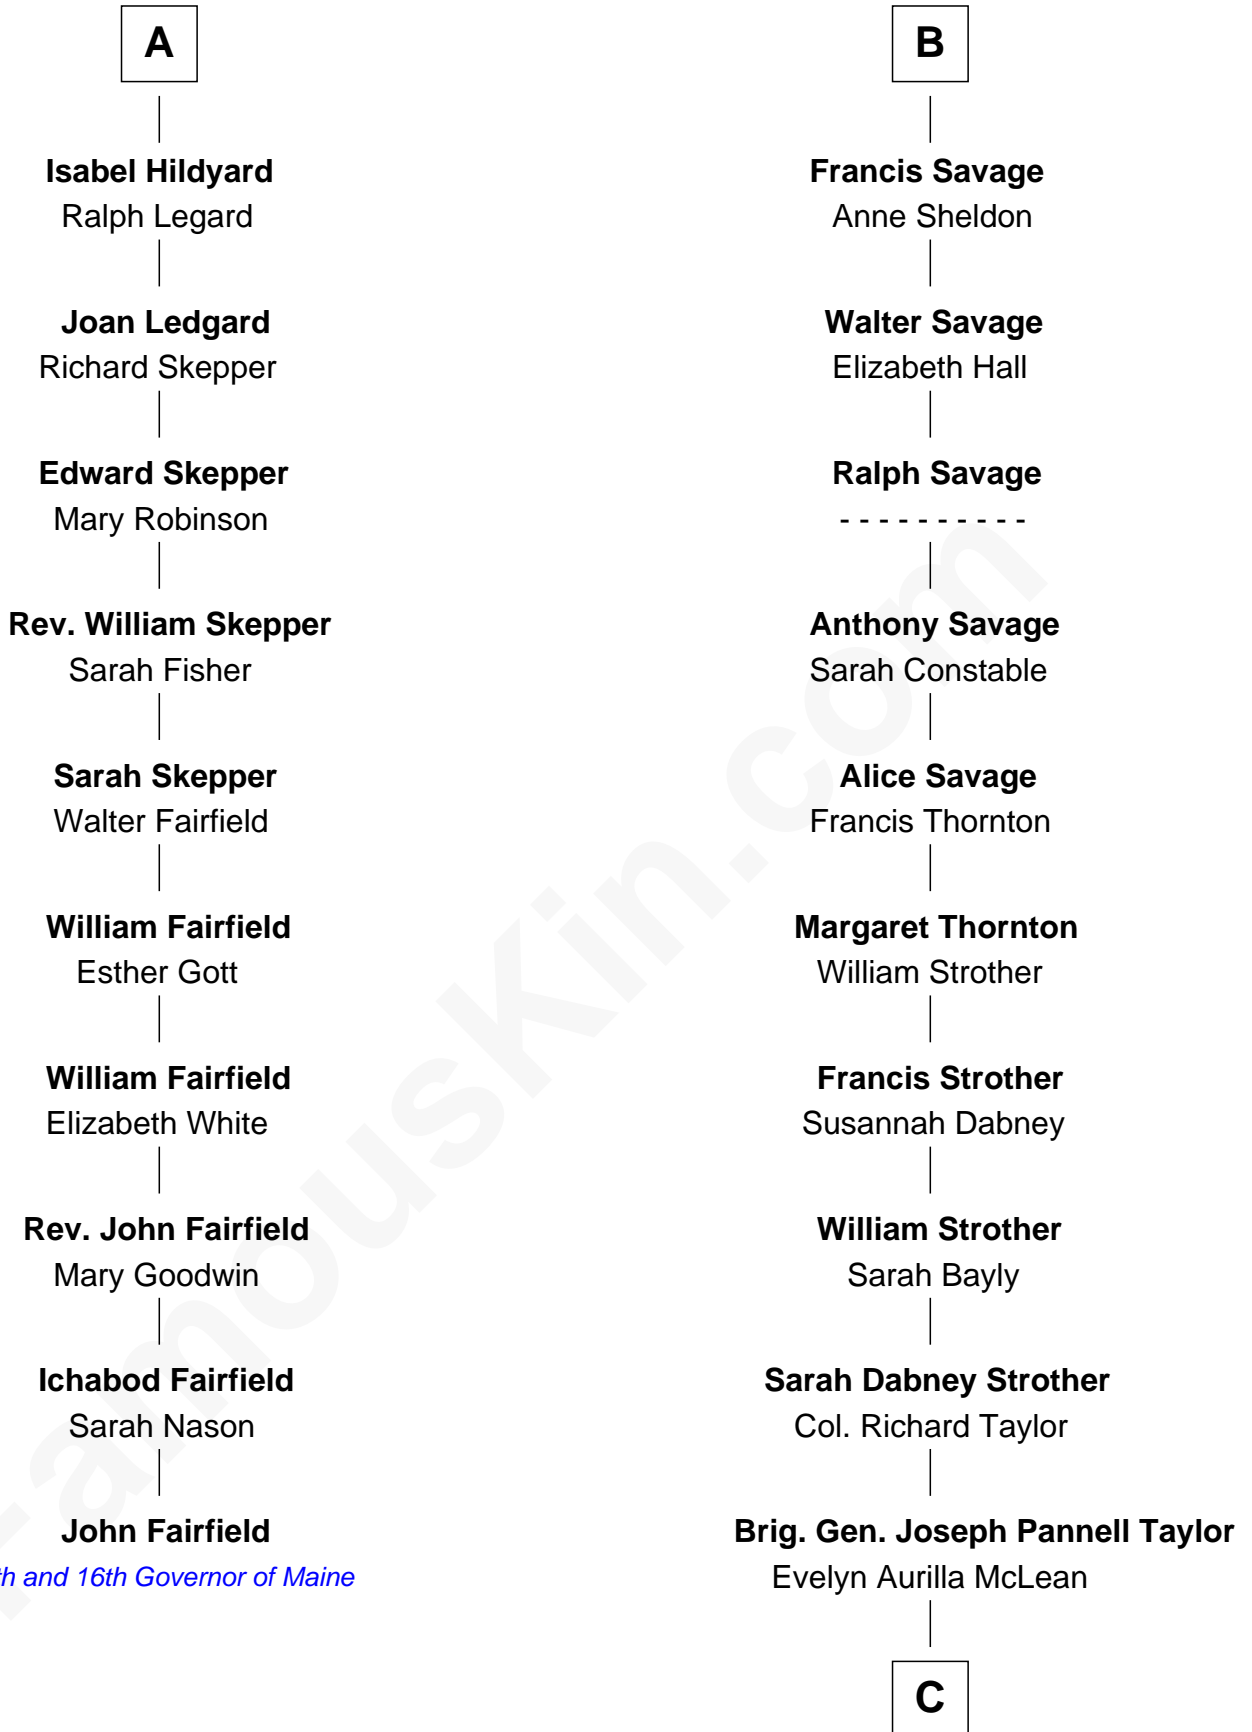 A
Isabel Hildyard
Ralph Legard
Joan Ledgard
Richard Skepper
Edward Skepper
Mary Robinson
Rev. William Skepper
Sarah Fisher
Sarah Skepper
Walter Fairfield
William Fairfield
Esther Gott
William Fairfield
Elizabeth White
Rev. John Fairfield
Mary Goodwin
Ichabod Fairfield
Sarah Nason
John Fairfield
th and 16th Governor of Maine
B
Francis Savage
Anne Sheldon
Walter Savage
Elizabeth Hall
Ralph Savage
- - - - - - - - - -
Anthony Savage
Sarah Constable
Alice Savage
Francis Thornton
Margaret Thornton
William Strother
Francis Strother
Susannah Dabney
William Strother
Sarah Bayly
Sarah Dabney Strother
Col. Richard Taylor
Brig. Gen. Joseph Pannell Taylor
Evelyn Aurilla McLean
C
FamousKin.com